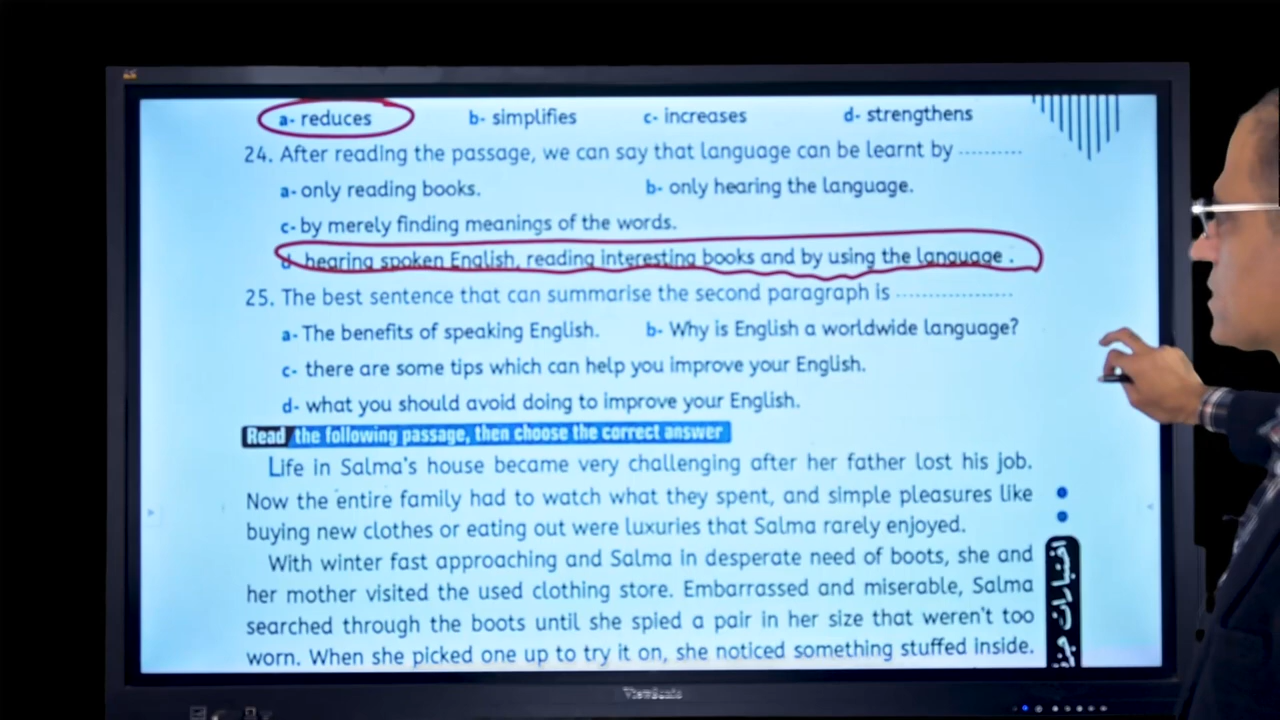 a- reduces b- simplifies c- increases d- strengthens
24. After reading the passage, we can say that language can be learnt by ..........
a- only reading books. b- only hearing the language.
c- by merely finding meanings of the words.
d- hearing spoken English, reading interesting books and by using the language .
25. The best sentence that can summarise the second paragraph is ..................
a- The benefits of speaking English. b- Why is English a worldwide language?
c- there are some tips which can help you improve your English.
d- what you should avoid doing to improve your English.
Read the following passage, then choose the correct answer
Life in Salma's house became very challenging after her father lost his job.
Now the entire family had to watch what they spent, and simple pleasures like
buying new clothes or eating out were luxuries that Salma rarely enjoyed.
With winter fast approaching and Salma in desperate need of boots, she and
her mother visited the used clothing store. Embarrassed and miserable, Salma
searched through the boots until she spied a pair in her size that weren't too
worn. When she picked one up to try it on, she noticed something stuffed inside.
اختبارات
ViewSonic